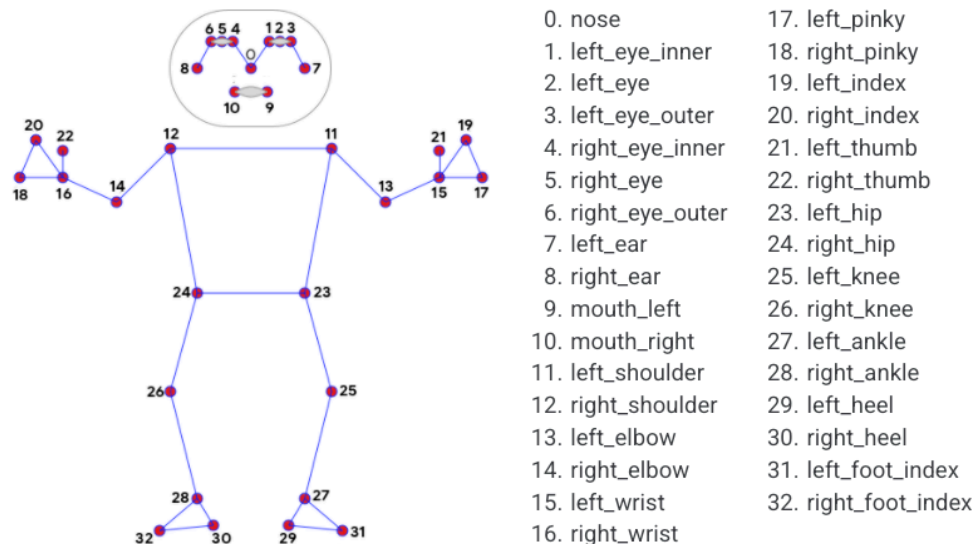 6 5 4 1 2 3
0
8 7
10 9
20 22 12 11 21 19
18 16 14 13 15 17
24 23
26 25
28 27
32 30 29 31
0. nose
1. left_eye_inner
2. left_eye
3. left_eye_outer
4. right_eye_inner
5. right_eye
6. right_eye_outer
7. left_ear
8. right_ear
9. mouth_left
10. mouth_right
11. left_shoulder
12. right_shoulder
13. left_elbow
14. right_elbow
15. left_wrist
16. right_wrist
17. left_pinky
18. right_pinky
19. left_index
20. right_index
21. left_thumb
22. right_thumb
23. left_hip
24. right_hip
25. left_knee
26. right_knee
27. left_ankle
28. right_ankle
29. left_heel
30. right_heel
31. left_foot_index
32. right_foot_index